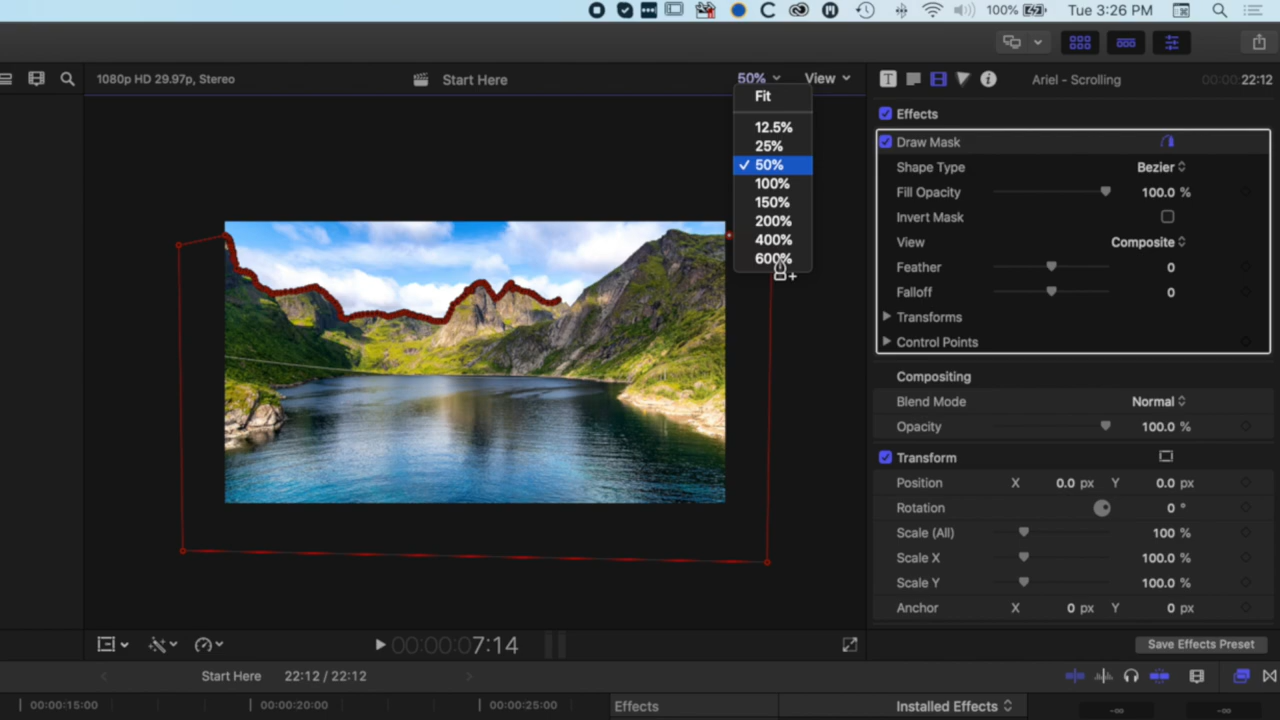 100% Tue 3:26 PM
1080p HD 29.97p, Stereo Start Here 50% View Ariel - Scrolling 00:00:22:12
Fit
12.5%
25%
✓ 50%
100%
150%
200%
400%
600%
Effects
Draw Mask
Shape Type Bezier
Fill Opacity 100.0 %
Invert Mask
View Composite
Feather 0
Falloff 0
Transforms
Control Points
Compositing
Blend Mode Normal
Opacity 100.0 %
Transform
Position X 0.0 px Y 0.0 px
Rotation 0 °
Scale (All) 100 %
Scale X 100.0 %
Scale Y 100.0 %
Anchor X 0 px Y 0 px
00:00:07:14 Save Effects Preset
Start Here 22:12 / 22:12
00:00:15:00 00:00:20:00 00:00:25:00 Effects Installed Effects -∞ -∞